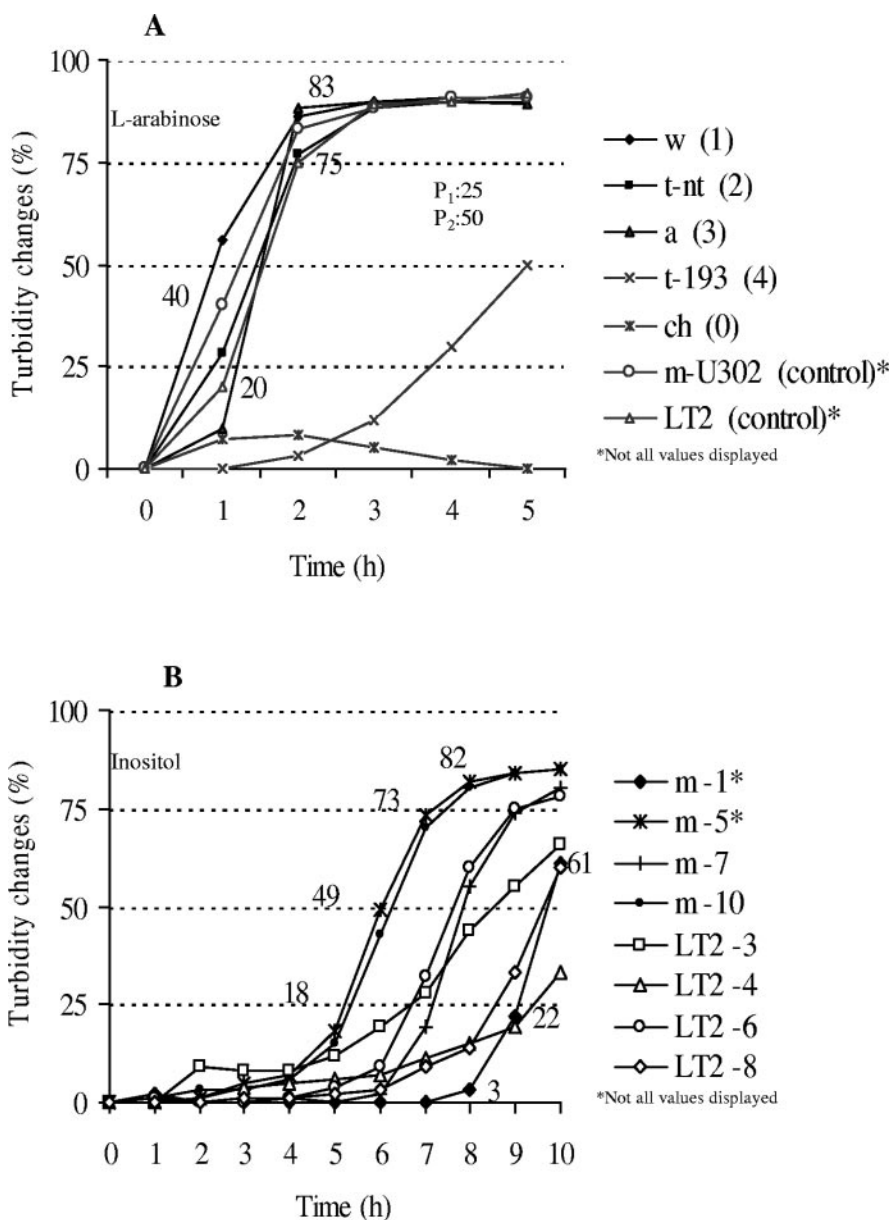 A
100
83
L-arabinose
75
75
P1:25
P2:50
50
40
25
20
0
0 1 2 3 4 5
Time (h)
Turbidity changes (%)
w (1)
t-nt (2)
a (3)
t-193 (4)
ch (0)
m-U302 (control)*
LT2 (control)*
*Not all values displayed
B
100
Inositol
82
75
73
61
50
49
25
18
22
3
0
0 1 2 3 4 5 6 7 8 9 10
Time (h)
Turbidity changes (%)
m-1*
m-5*
m-7
m-10
LT2-3
LT2-4
LT2-6
LT2-8
*Not all values displayed